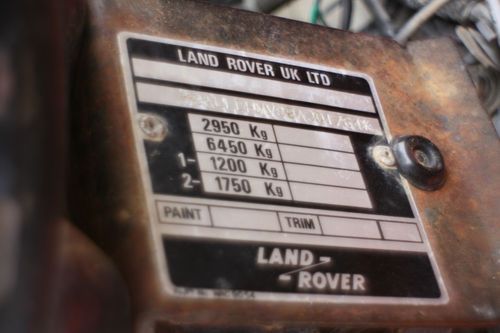 LAND ROVER UK LTD
2950 Kg
6450 Kg
1- 1200 Kg
2- 1750 Kg
PAINT TRIM
LAND-
-ROVER